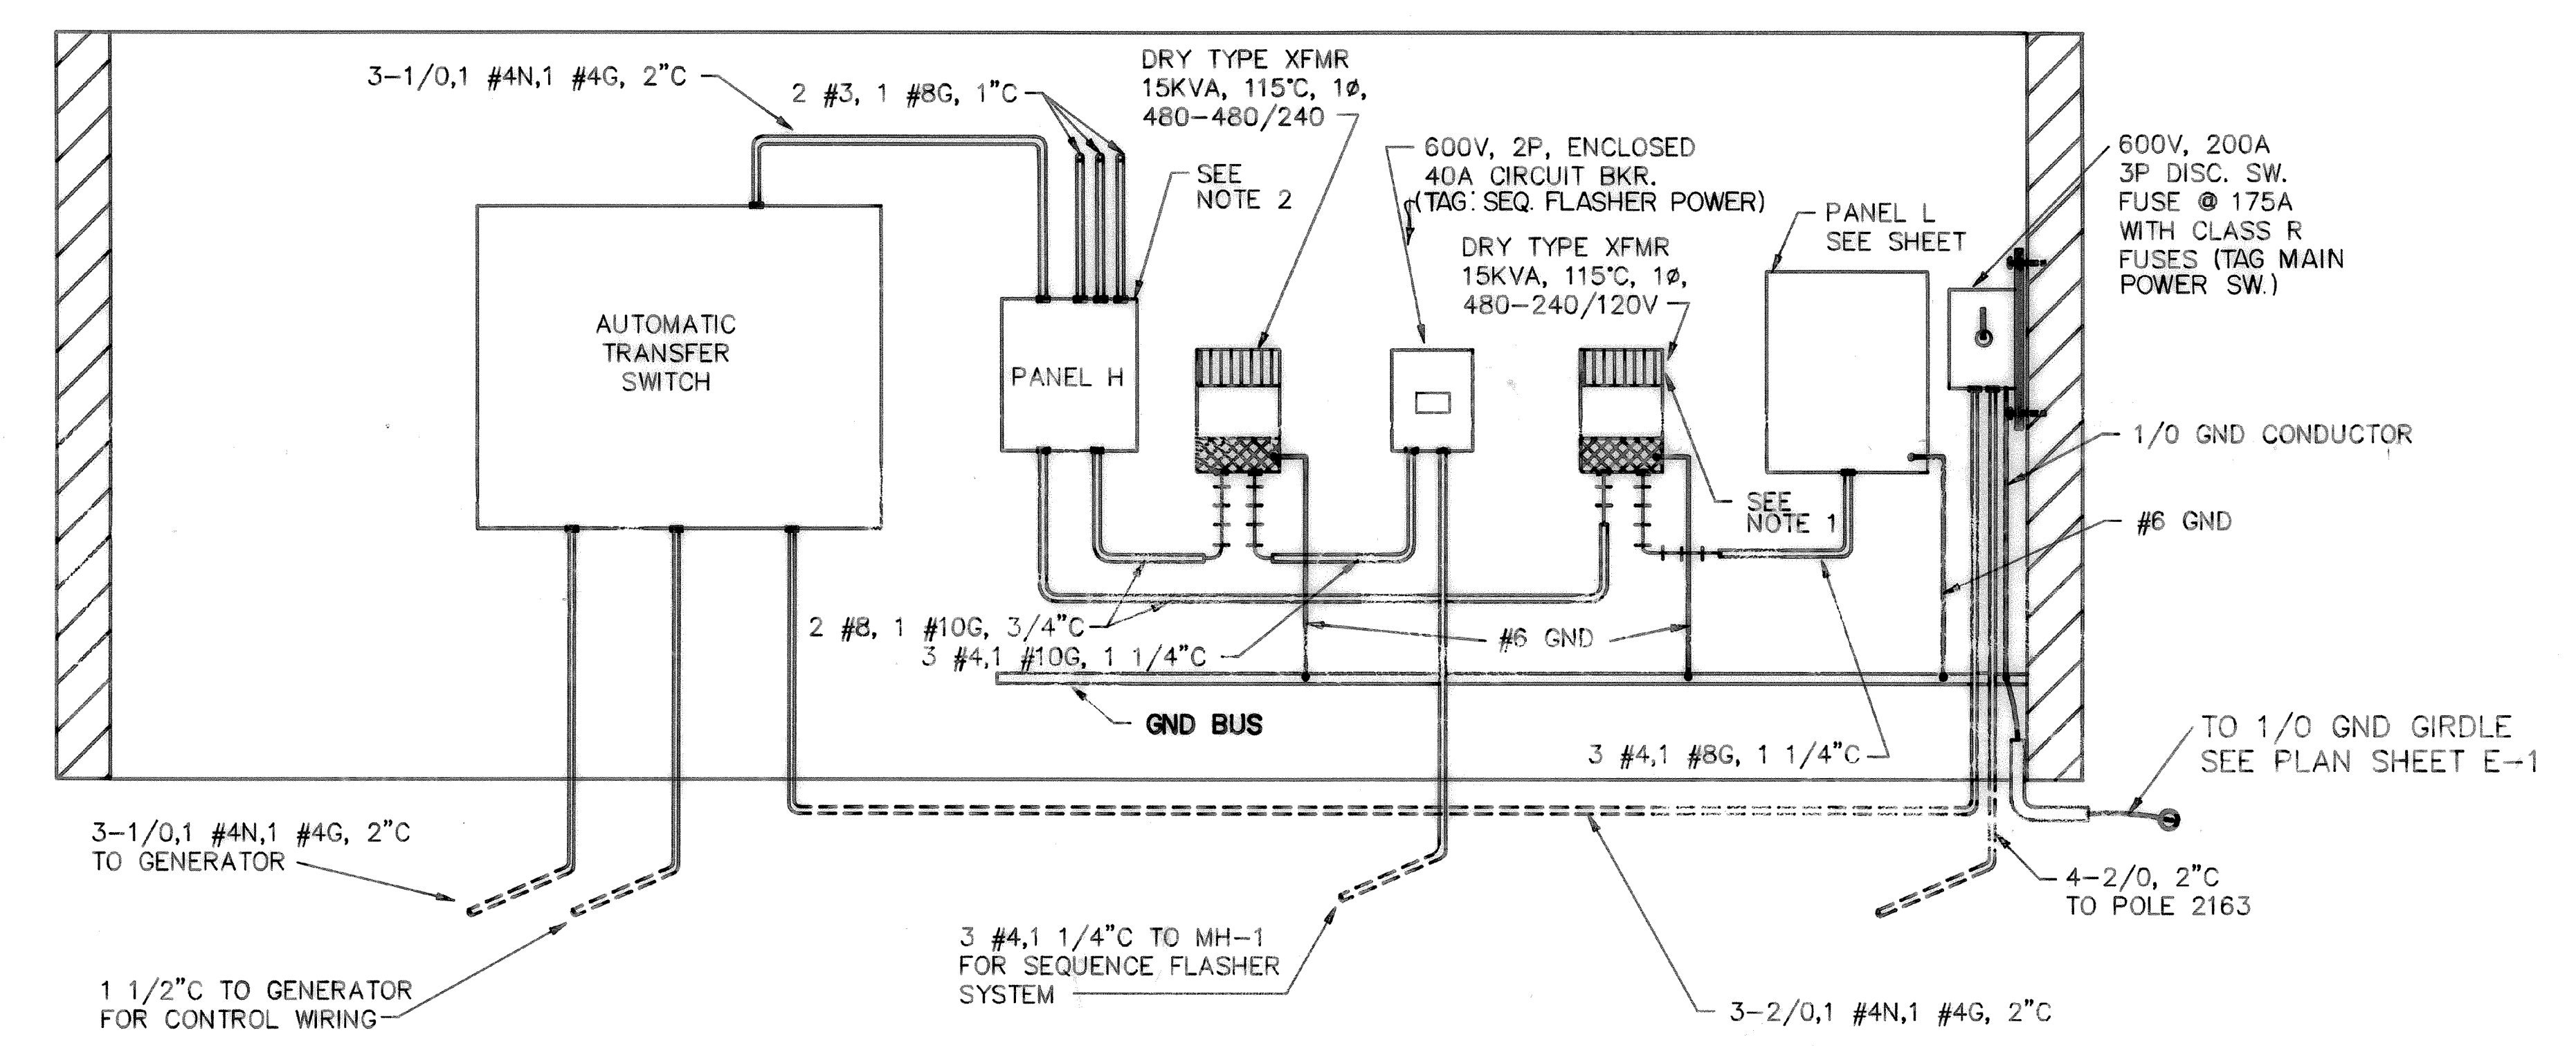 3-1/0,1 #4N,1 #4G, 2"C
2 #3, 1 #8G, 1"C
DRY TYPE XFMR
15KVA, 115°C, 1ø,
480-480/240
SEE
NOTE 2
600V, 2P, ENCLOSED
40A CIRCUIT BKR.
(TAG: SEQ. FLASHER POWER)
DRY TYPE XFMR
15KVA, 115°C, 1ø,
480-240/120V
PANEL L
SEE SHEET
600V, 200A
3P DISC. SW.
FUSE @ 175A
WITH CLASS R
FUSES (TAG MAIN
POWER SW.)
AUTOMATIC
TRANSFER
SWITCH
PANEL H
1/0 GND CONDUCTOR
SEE
NOTE 1
#6 GND
2 #8, 1 #10G, 3/4"C
3 #4,1 #10G, 1 1/4"C
#6 GND
GND BUS
3 #4,1 #8G, 1 1/4"C
TO 1/0 GND GIRDLE
SEE PLAN SHEET E-1
3-1/0,1 #4N,1 #4G, 2"C
TO GENERATOR
4-2/0, 2"C
TO POLE 2163
3 #4,1 1/4"C TO MH-1
FOR SEQUENCE FLASHER
SYSTEM
1 1/2"C TO GENERATOR
FOR CONTROL WIRING
3-2/0,1 #4N,1 #4G, 2"C